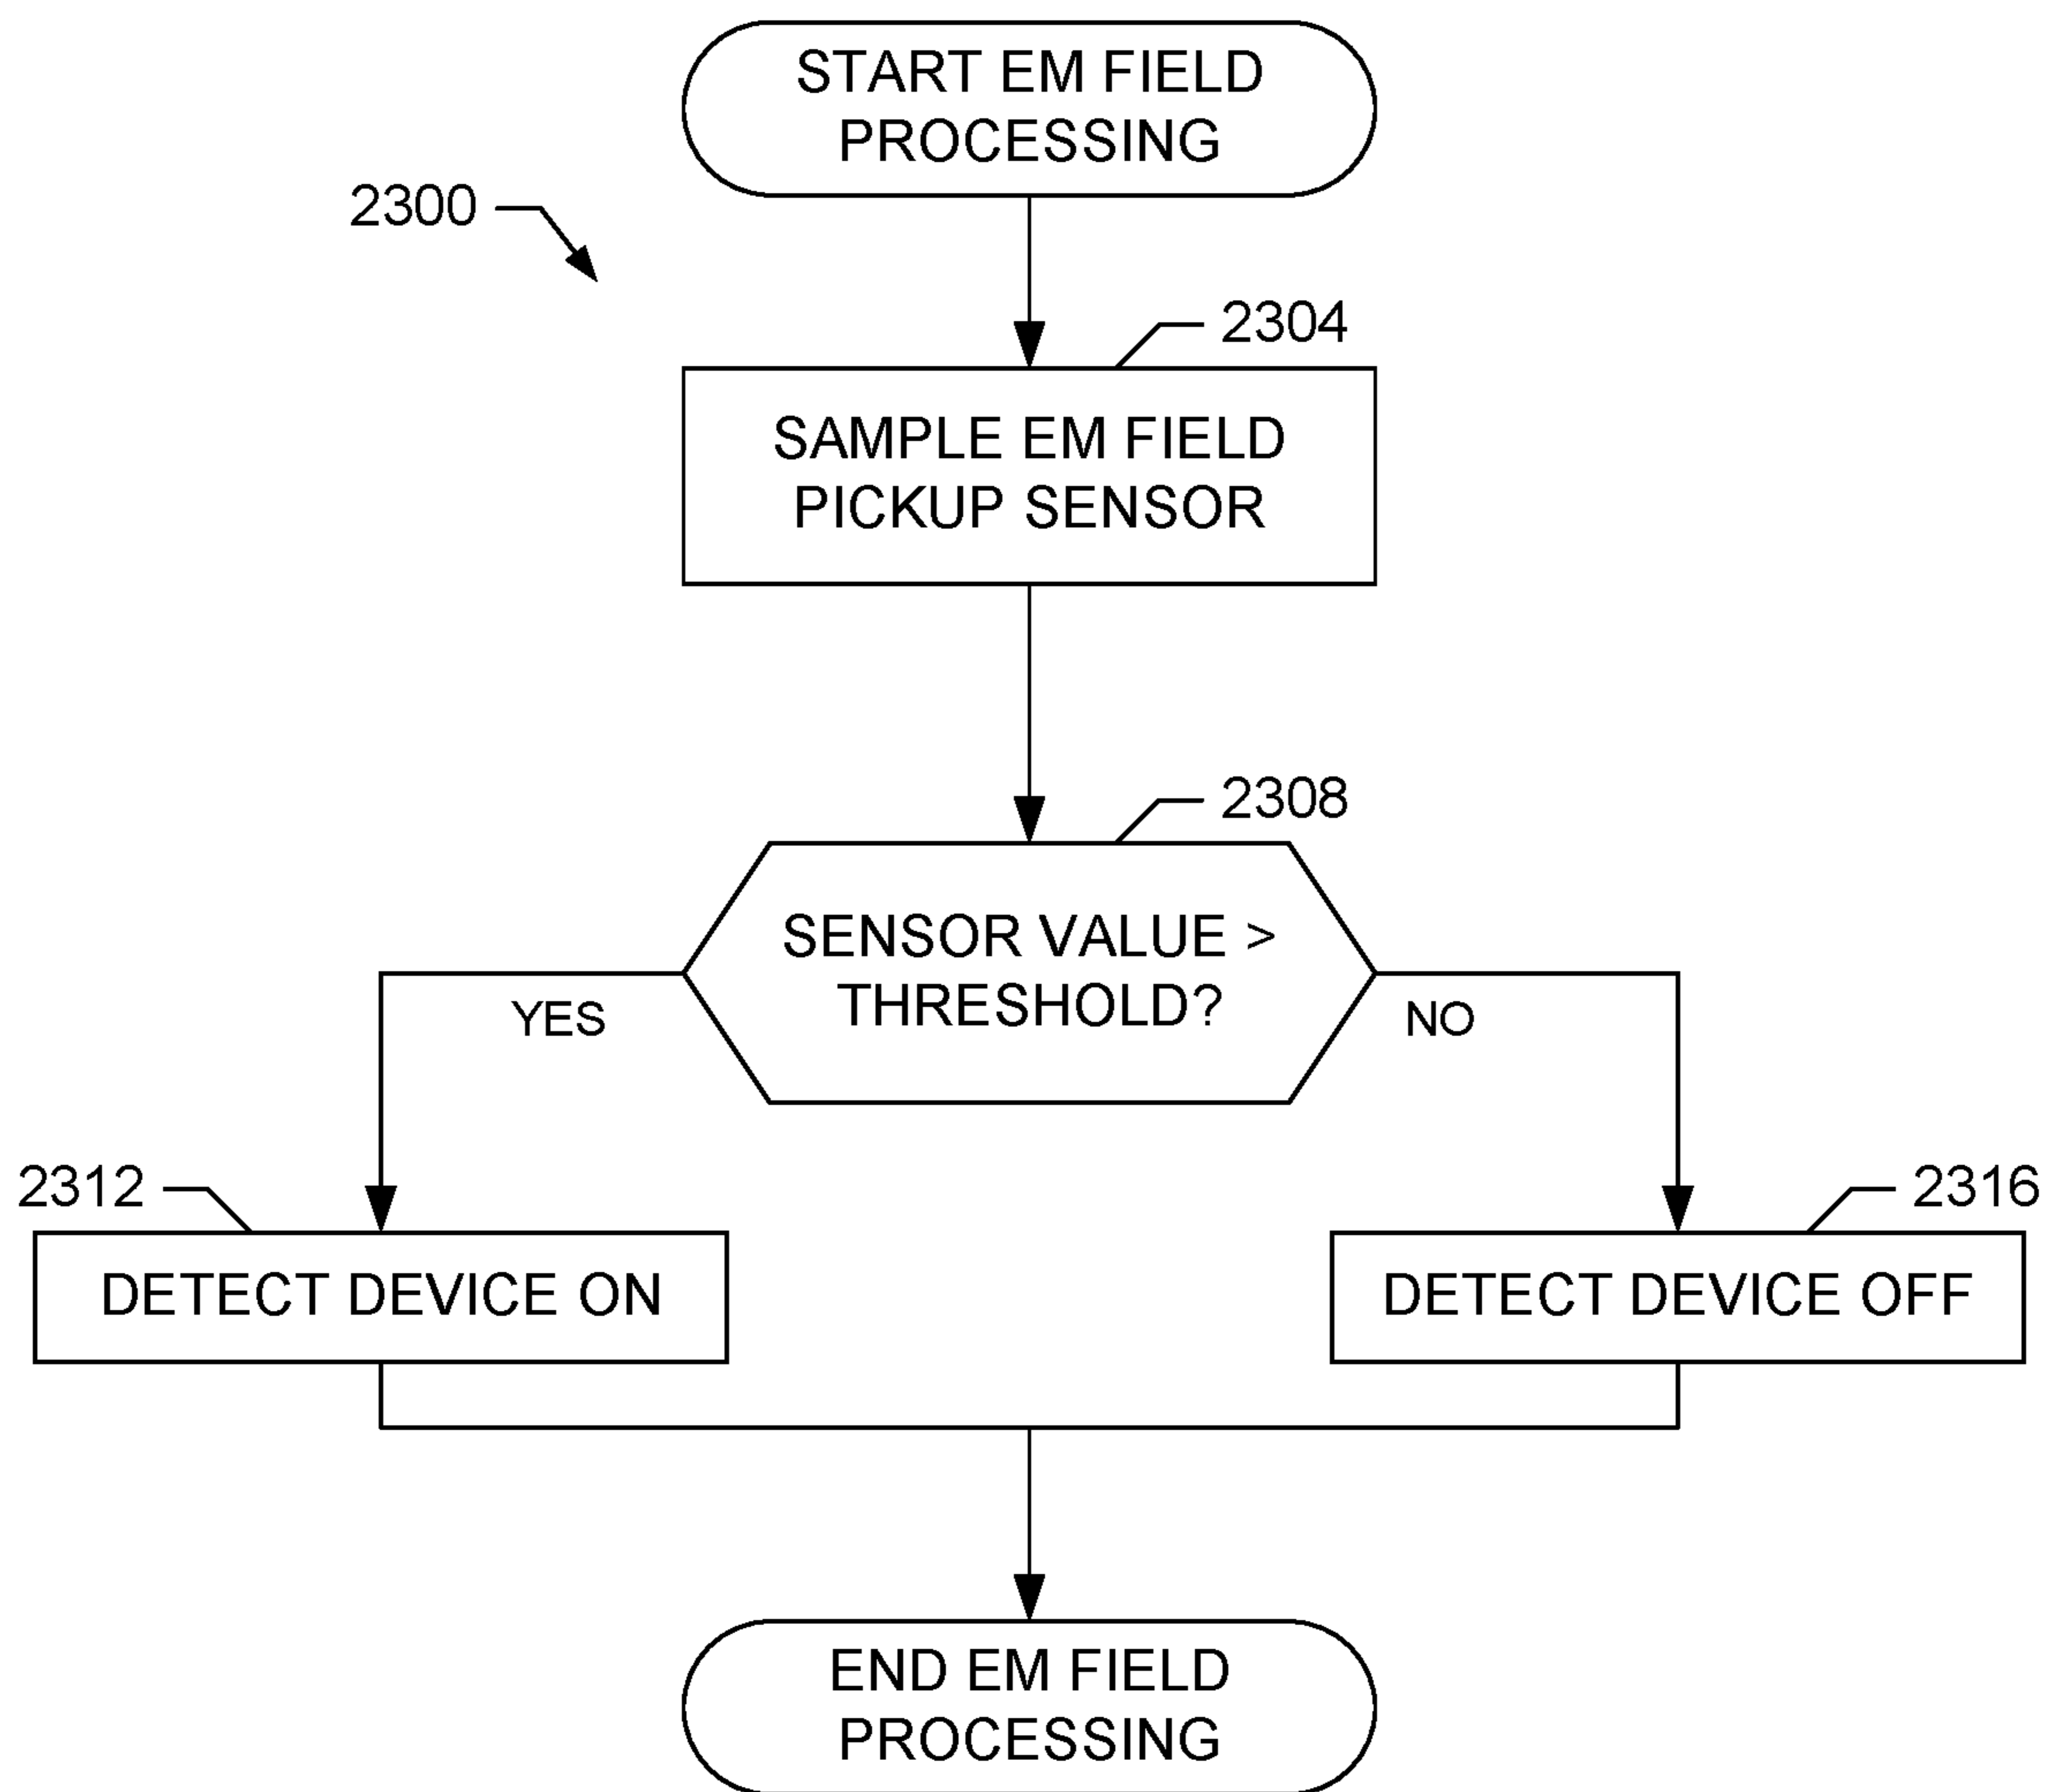 START EM FIELD
PROCESSING
2300
2304
SAMPLE EM FIELD
PICKUP SENSOR
2308
SENSOR VALUE >
THRESHOLD?
YES
NO
2312
2316
DETECT DEVICE ON
DETECT DEVICE OFF
END EM FIELD
PROCESSING